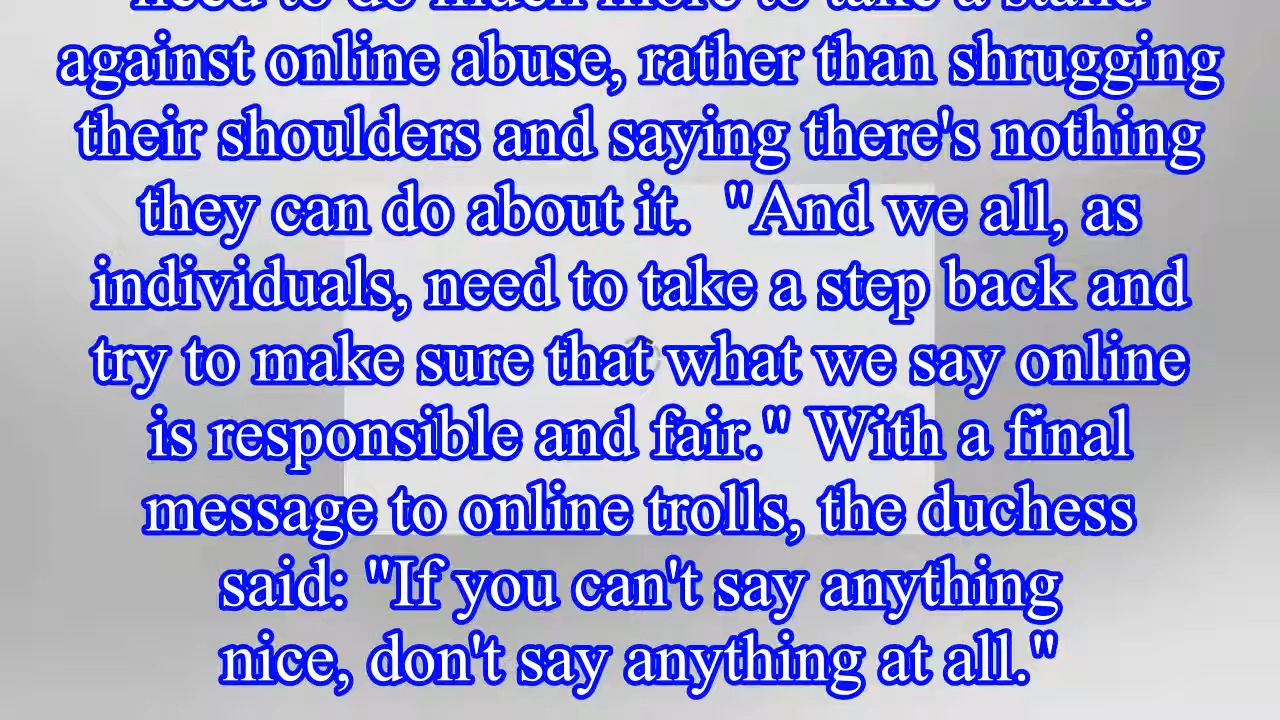 need to do much more to take a stand
against online abuse, rather than shrugging
their shoulders and saying there's nothing
they can do about it.  "And we all, as
individuals, need to take a step back and
try to make sure that what we say online
is responsible and fair." With a final
message to online trolls, the duchess
said: "If you can't say anything
nice, don't say anything at all."